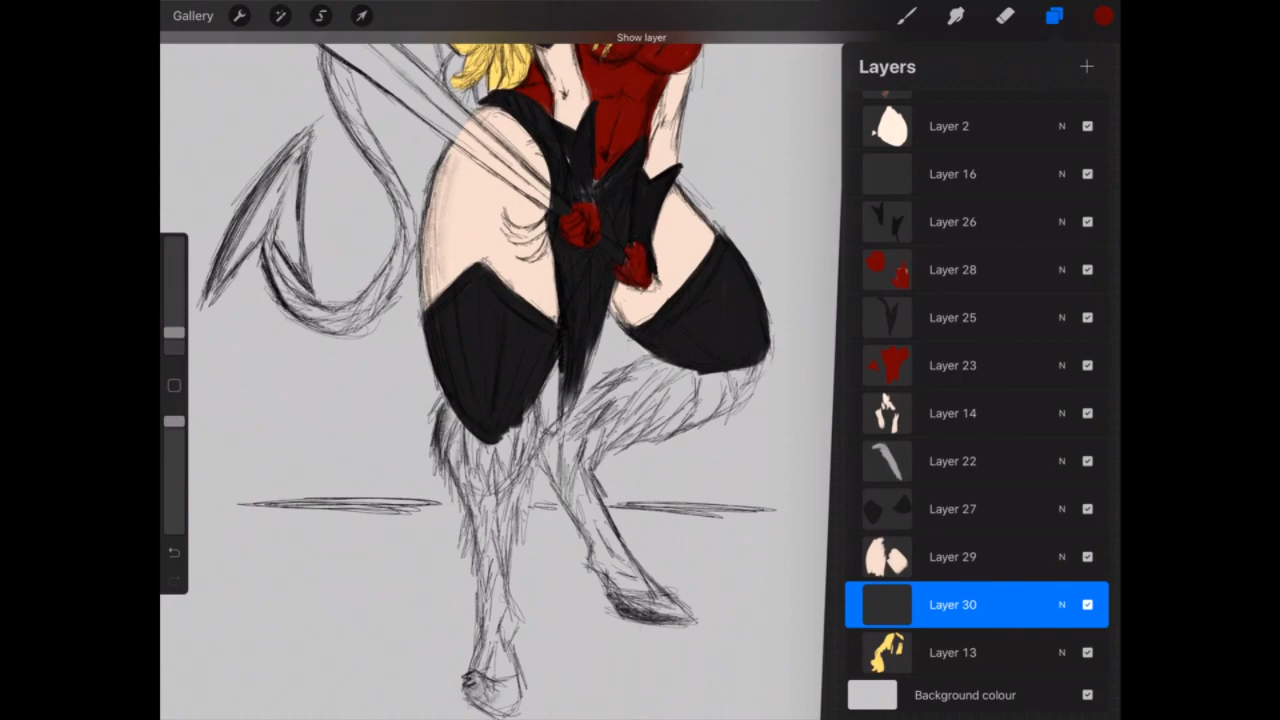 Gallery
Show layer
Layers
Layer 2 N
Layer 16 N
Layer 26 N
Layer 28 N
Layer 25 N
Layer 23 N
Layer 14 N
Layer 22 N
Layer 27 N
Layer 29 N
Layer 30 N
Layer 13 N
Background colour